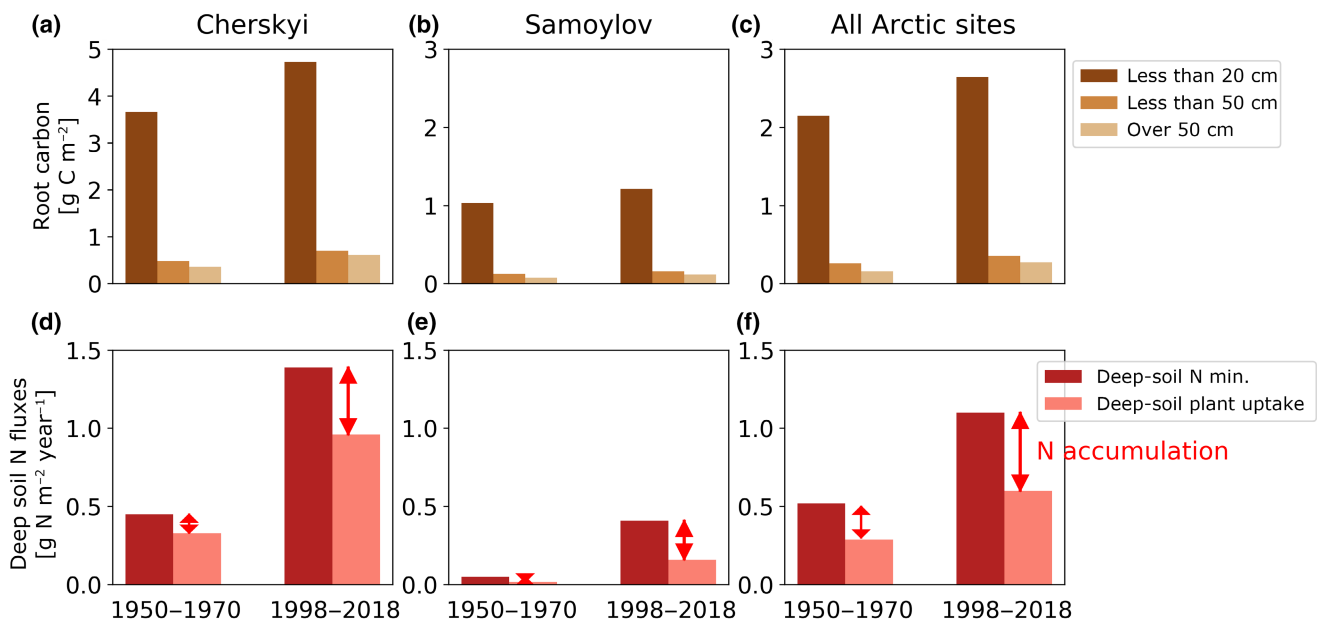 (a) Cherskyi
(b) Samoylov
(c) All Arctic sites
Root carbon
[g C m⁻²]
5
4
3
2
1
0
3
2
1
0
3
2
1
0
Less than 20 cm
Less than 50 cm
Over 50 cm
(d)
(e)
(f)
Deep soil N fluxes
[g N m⁻² year⁻¹]
1.5
1.0
0.5
0.0
1.5
1.0
0.5
0.0
1.5
1.0
0.5
0.0
Deep-soil N min.
Deep-soil plant uptake
N accumulation
1950–1970 1998–2018
1950–1970 1998–2018
1950–1970 1998–2018